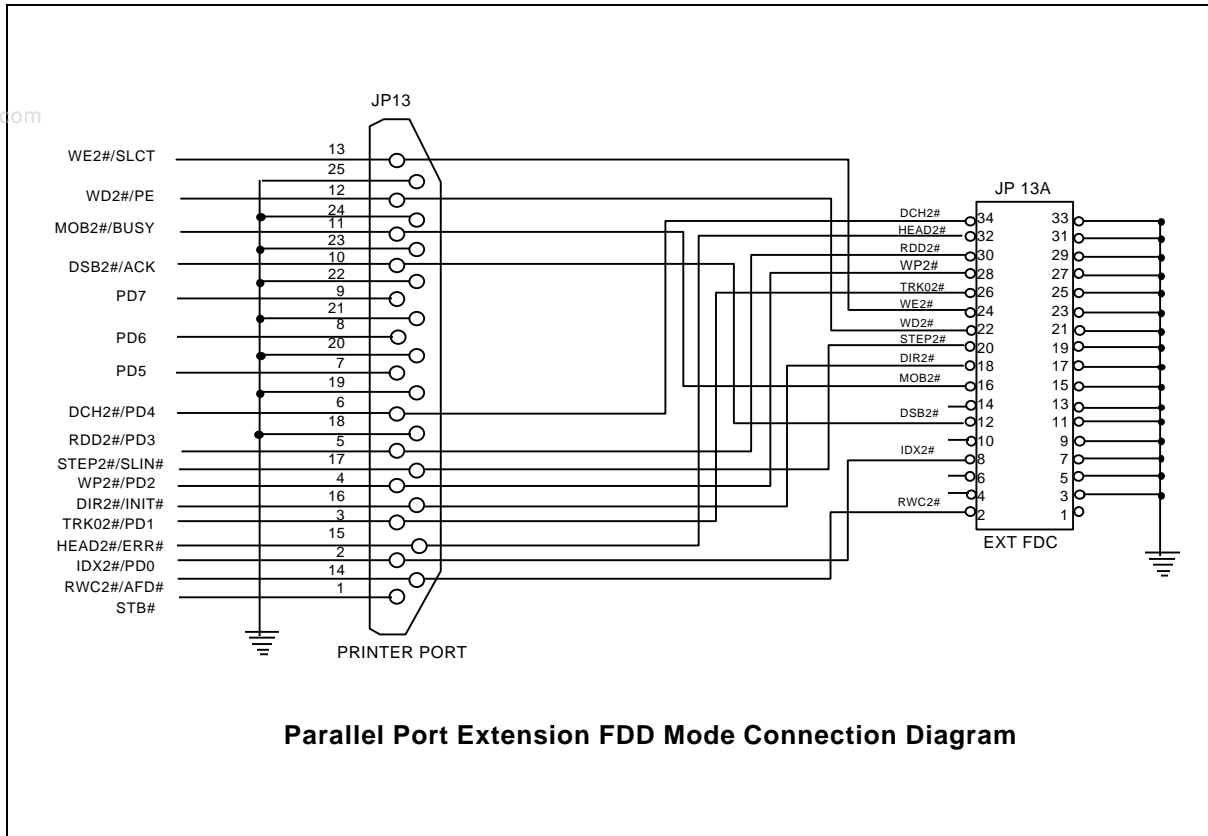 com
JP13
WE2#/SLCT 13
25
WD2#/PE 12
24
MOB2#/BUSY 11
23
DSB2#/ACK 10
22
PD7 9
21
PD6 8
20
PD5 7
19
DCH2#/PD4 6
18
RDD2#/PD3 5
STEP2#/SLIN# 17
WP2#/PD2 4
DIR2#/INIT# 16
TRK02#/PD1 3
HEAD2#/ERR# 15
IDX2#/PD0 2
RWC2#/AFD# 14
STB# 1
PRINTER PORT
JP 13A
DCH2# 34 33
HEAD2# 32 31
RDD2# 30 29
WP2# 28 27
TRK02# 26 25
WE2# 24 23
WD2# 22 21
STEP2# 20 19
DIR2# 18 17
MOB2# 16 15
14 13
DSB2# 12 11
10 9
IDX2# 8 7
6 5
4 3
RWC2# 2 1
EXT FDC
Parallel Port Extension FDD Mode Connection Diagram